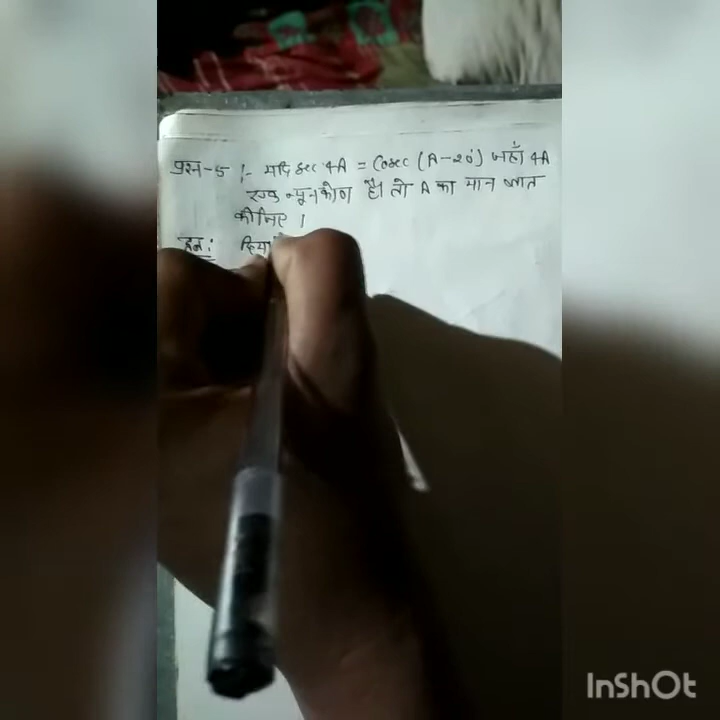 प्रश्न-5 :- यदि sec 4A = Cosec (A-20°) जहाँ 4A
एक न्यूनकोण है। तो A का मान ज्ञात
कीजिए।
हल: दिया
InShOt